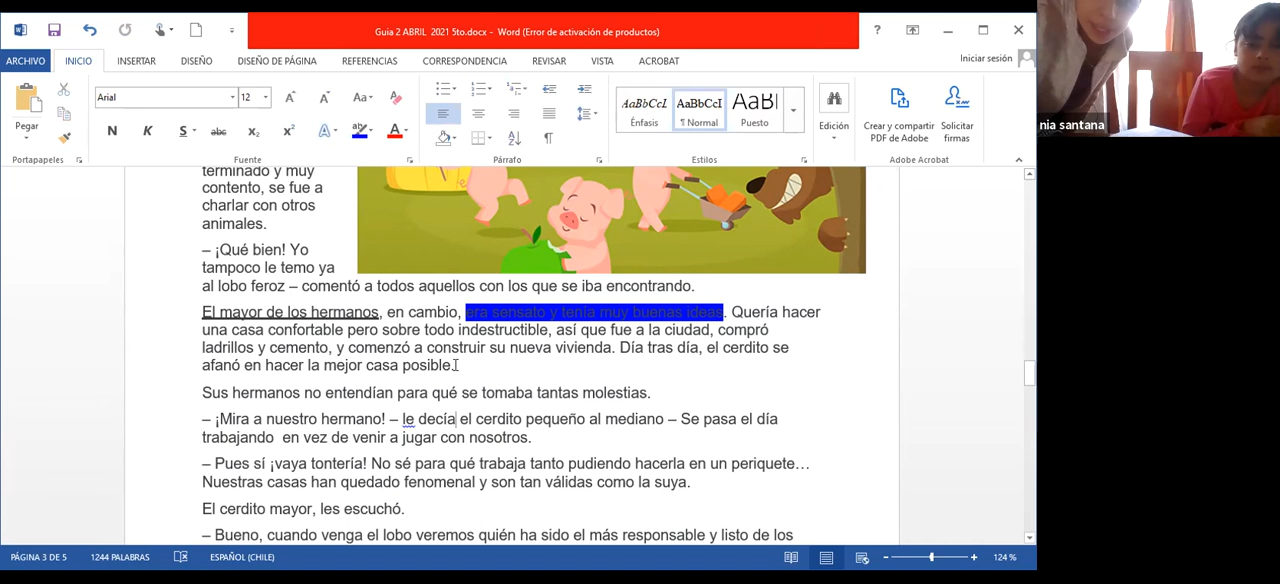 Guia 2 ABRIL 2021 5to.docx - Word (Error de activación de productos)
?
ARCHIVO INICIO INSERTAR DISEÑO DISEÑO DE PÁGINA REFERENCIAS CORRESPONDENCIA REVISAR VISTA ACROBAT
Iniciar sesión
Arial 12
Pegar
N K S abc x₂ x² A A
AaBbCcL AaBbCcI AaBl
Énfasis ¶ Normal Puesto
Edición
Crear y compartir PDF de Adobe
Solicitar firmas
Portapapeles Fuente Párrafo Estilos Adobe Acrobat
nia santana
terminado y muy
contento, se fue a
charlar con otros
animales.
– ¡Qué bien! Yo
tampoco le temo ya
al lobo feroz – comentó a todos aquellos con los que se iba encontrando.
El mayor de los hermanos, en cambio, era sensato y tenía muy buenas ideas. Quería hacer
una casa confortable pero sobre todo indestructible, así que fue a la ciudad, compró
ladrillos y cemento, y comenzó a construir su nueva vivienda. Día tras día, el cerdito se
afanó en hacer la mejor casa posible.
Sus hermanos no entendían para qué se tomaba tantas molestias.
– ¡Mira a nuestro hermano! – le decía el cerdito pequeño al mediano – Se pasa el día
trabajando en vez de venir a jugar con nosotros.
– Pues sí ¡vaya tontería! No sé para qué trabaja tanto pudiendo hacerla en un periquete…
Nuestras casas han quedado fenomenal y son tan válidas como la suya.
El cerdito mayor, les escuchó.
– Bueno, cuando venga el lobo veremos quién ha sido el más responsable y listo de los
PÁGINA 3 DE 5 1244 PALABRAS ESPAÑOL (CHILE) 124 %